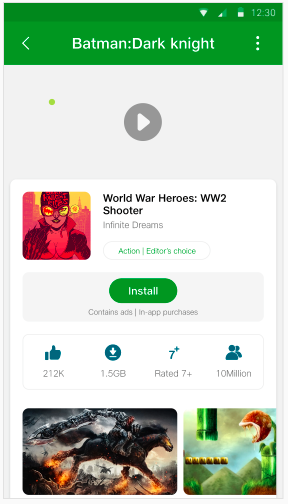 12:30
Batman:Dark knight
World War Heroes: WW2
Shooter
Infinite Dreams
Action | Editor's choice
Install
Contains ads | In-app purchases
7+
212K
1.5GB
Rated 7+
10Million